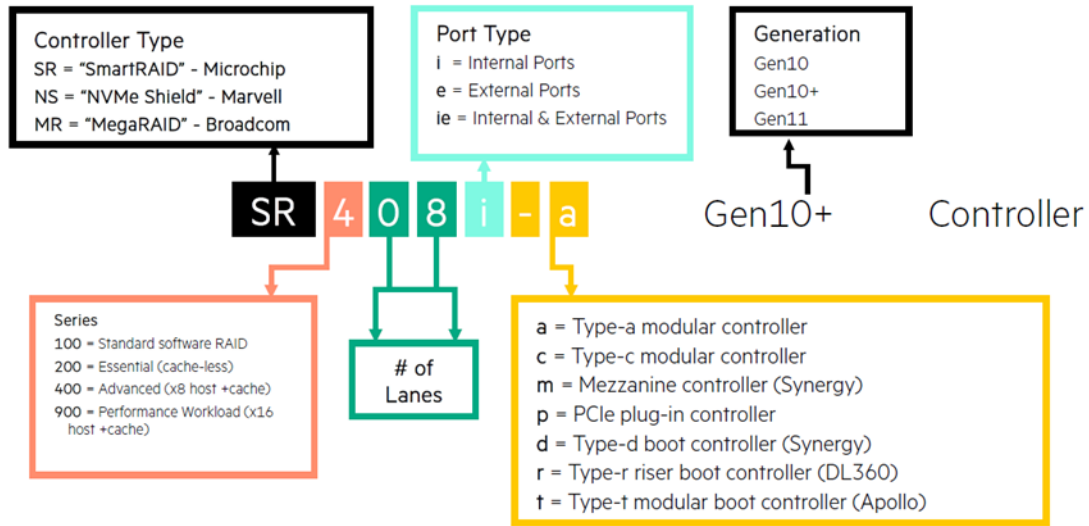 Controller Type
SR = “SmartRAID” - Microchip
NS = “NVMe Shield” - Marvell
MR = “MegaRAID” - Broadcom
Port Type
i = Internal Ports
e = External Ports
ie = Internal & External Ports
Generation
Gen10
Gen10+
Gen11
SR 4 0 8 i - a Gen10+ Controller
Series
100 = Standard software RAID
200 = Essential (cache-less)
400 = Advanced (x8 host +cache)
900 = Performance Workload (x16
host +cache)
# of
Lanes
a = Type-a modular controller
c = Type-c modular controller
m = Mezzanine controller (Synergy)
p = PCIe plug-in controller
d = Type-d boot controller (Synergy)
r = Type-r riser boot controller (DL360)
t = Type-t modular boot controller (Apollo)